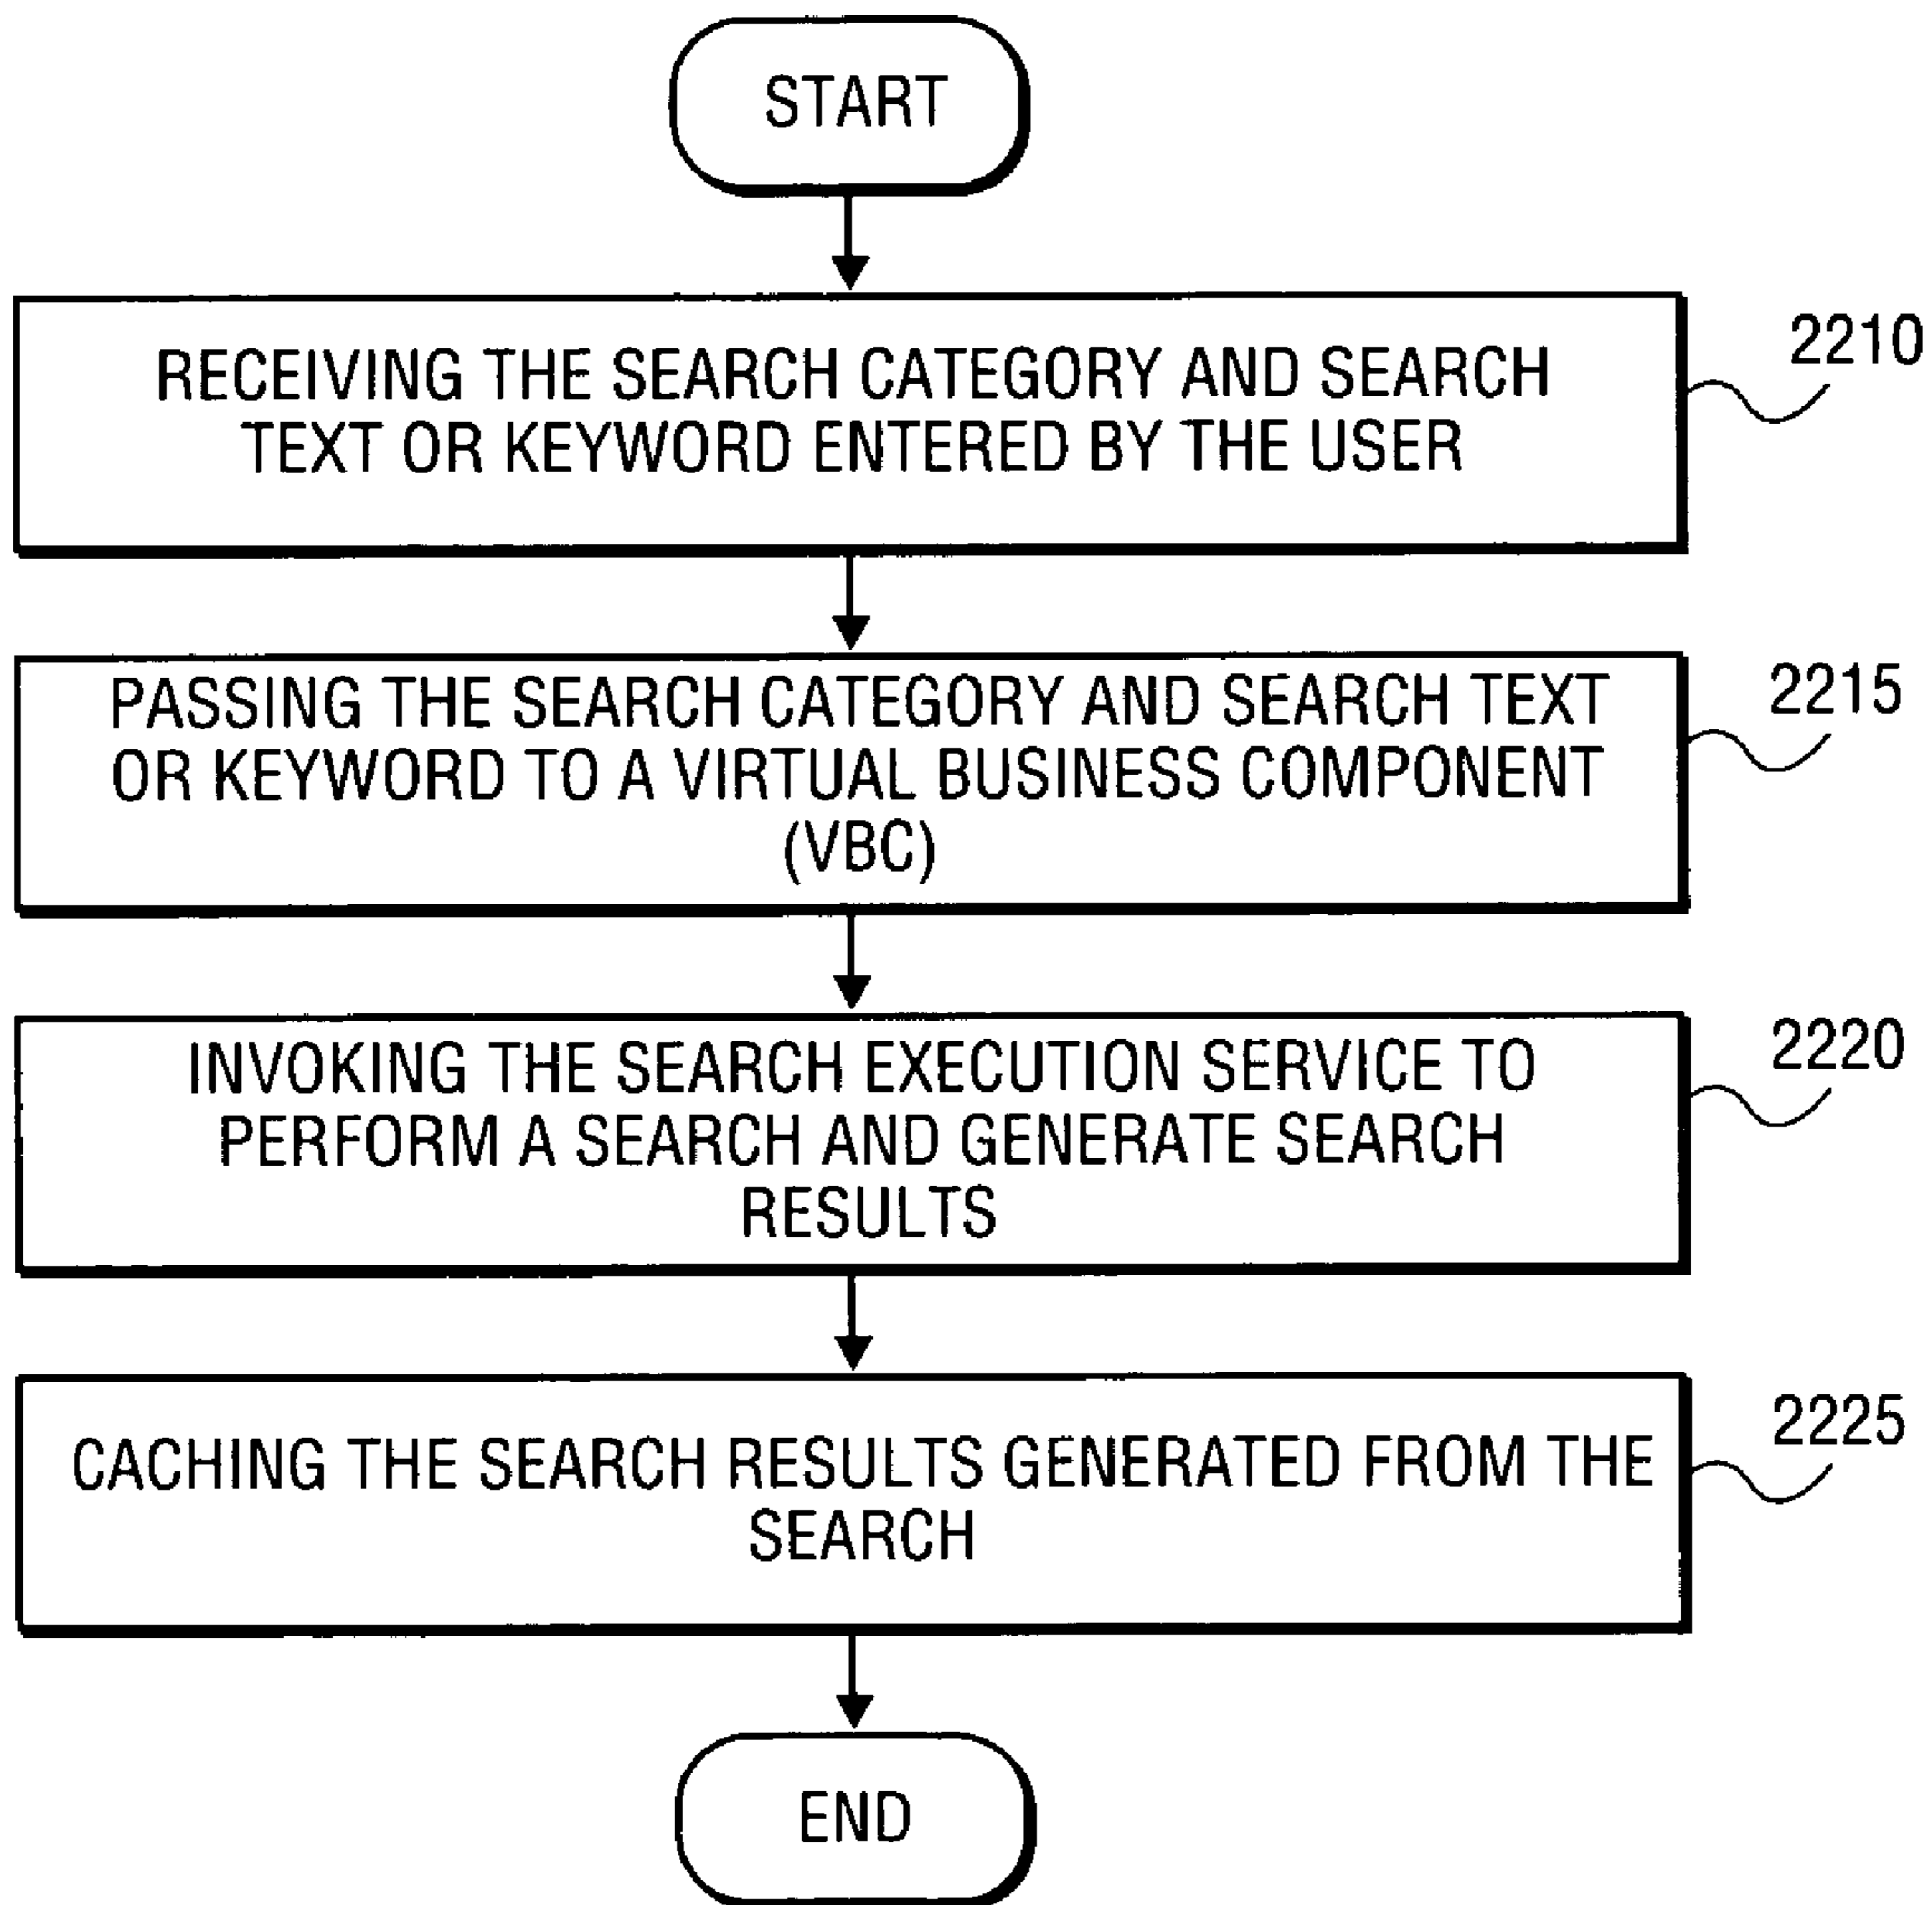 START
RECEIVING THE SEARCH CATEGORY AND SEARCH
TEXT OR KEYWORD ENTERED BY THE USER
2210
PASSING THE SEARCH CATEGORY AND SEARCH TEXT
OR KEYWORD TO A VIRTUAL BUSINESS COMPONENT
(VBC)
2215
INVOKING THE SEARCH EXECUTION SERVICE TO
PERFORM A SEARCH AND GENERATE SEARCH
RESULTS
2220
CACHING THE SEARCH RESULTS GENERATED FROM THE
SEARCH
2225
END